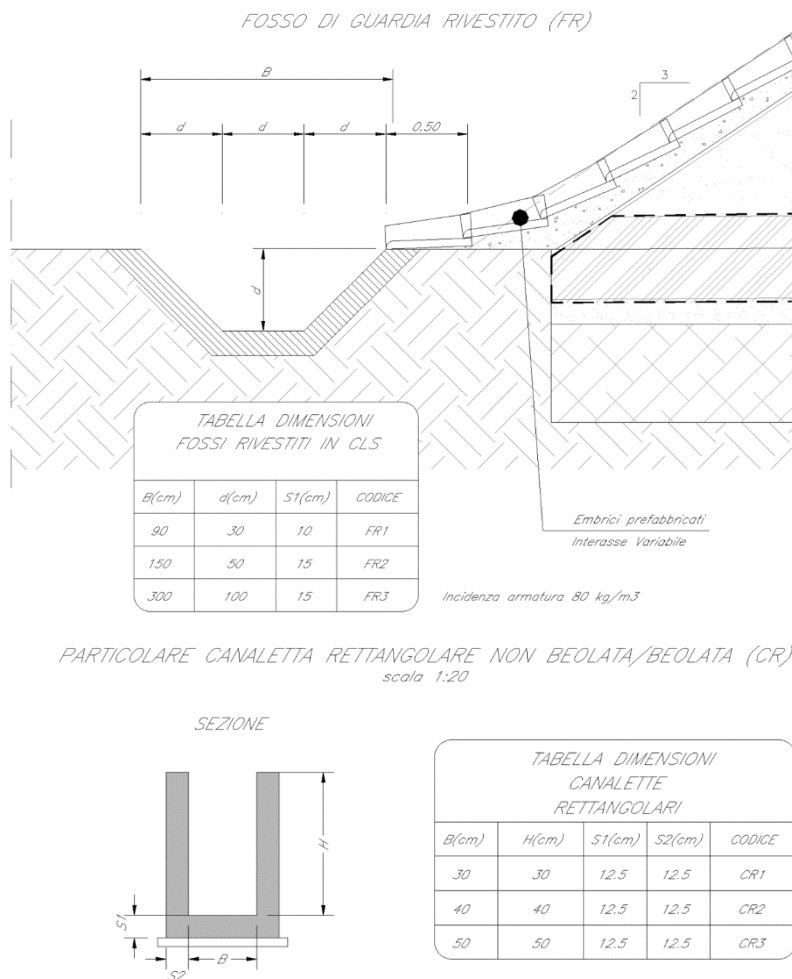 FOSSO DI GUARDIA RIVESTITO (FR)
B
d d d 0.50
3
2
d
TABELLA DIMENSIONI
FOSSI RIVESTITI IN CLS
B(cm) d(cm) S1(cm) CODICE
90 30 10 FR1
150 50 15 FR2
300 100 15 FR3
Embrici prefabbricati
Interasse Variabile
Incidenza armatura 80 kg/m3
PARTICOLARE CANALETTA RETTANGOLARE NON BEOLATA/BEOLATA (CR)
scala 1:20
SEZIONE
H
S1
S2 B
TABELLA DIMENSIONI
CANALETTE
RETTANGOLARI
B(cm) H(cm) S1(cm) S2(cm) CODICE
30 30 12.5 12.5 CR1
40 40 12.5 12.5 CR2
50 50 12.5 12.5 CR3